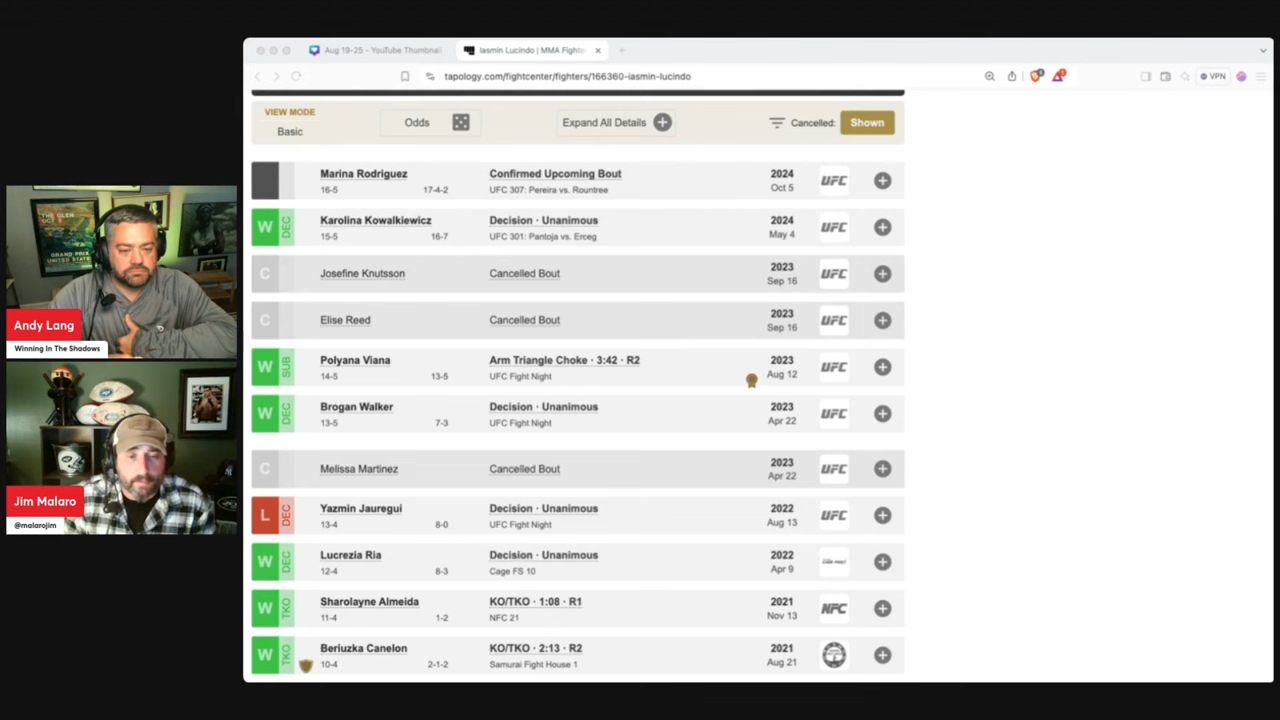 Aug 19-25 - YouTube Thumbnail
Iasmin Lucindo | MMA Fighte
tapology.com/fightcenter/fighters/166360-iasmin-lucindo
VPN
VIEW MODE
Basic
Odds
Expand All Details
Cancelled:
Shown
Marina Rodriguez
Confirmed Upcoming Bout
2024
UFC
16-5
17-4-2
UFC 307: Pereira vs. Rountree
Oct 5
W
DEC
Karolina Kowalkiewicz
Decision · Unanimous
2024
UFC
15-5
16-7
UFC 301: Pantoja vs. Erceg
May 4
C
Josefine Knutsson
Cancelled Bout
2023
UFC
Sep 16
C
Elise Reed
Cancelled Bout
2023
UFC
Sep 16
W
SUB
Polyana Viana
Arm Triangle Choke · 3:42 · R2
2023
UFC
14-5
13-5
UFC Fight Night
Aug 12
W
DEC
Brogan Walker
Decision · Unanimous
2023
UFC
13-5
7-3
UFC Fight Night
Apr 22
C
Melissa Martinez
Cancelled Bout
2023
UFC
Apr 22
L
DEC
Yazmin Jauregui
Decision · Unanimous
2022
UFC
13-4
8-0
UFC Fight Night
Aug 13
W
DEC
Lucrezia Ria
Decision · Unanimous
2022
12-4
8-3
Cage FS 10
Apr 9
W
TKO
Sharolayne Almeida
KO/TKO · 1:08 · R1
2021
NFC
11-4
1-2
NFC 21
Nov 13
W
TKO
Beriuzka Canelon
KO/TKO · 2:13 · R2
2021
10-4
2-1-2
Samurai Fight House 1
Aug 21
THE GLEN
OCT
GRAND PRIX
UNITED STATES
Andy Lang
Winning In The Shadows
Jim Malaro
@malarojim